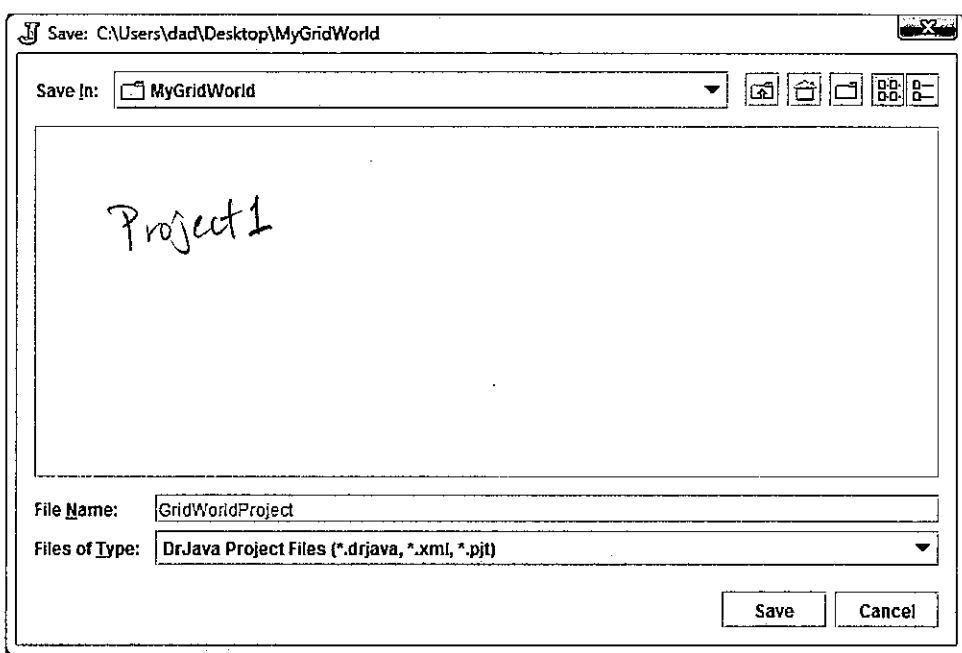 Save: C:\Users\dad\Desktop\MyGridWorld
Save In: MyGridWorld
Project1
File Name: GridWorldProject
Files of Type: DrJava Project Files (*.drjava, *.xml, *.pjt)
Save Cancel